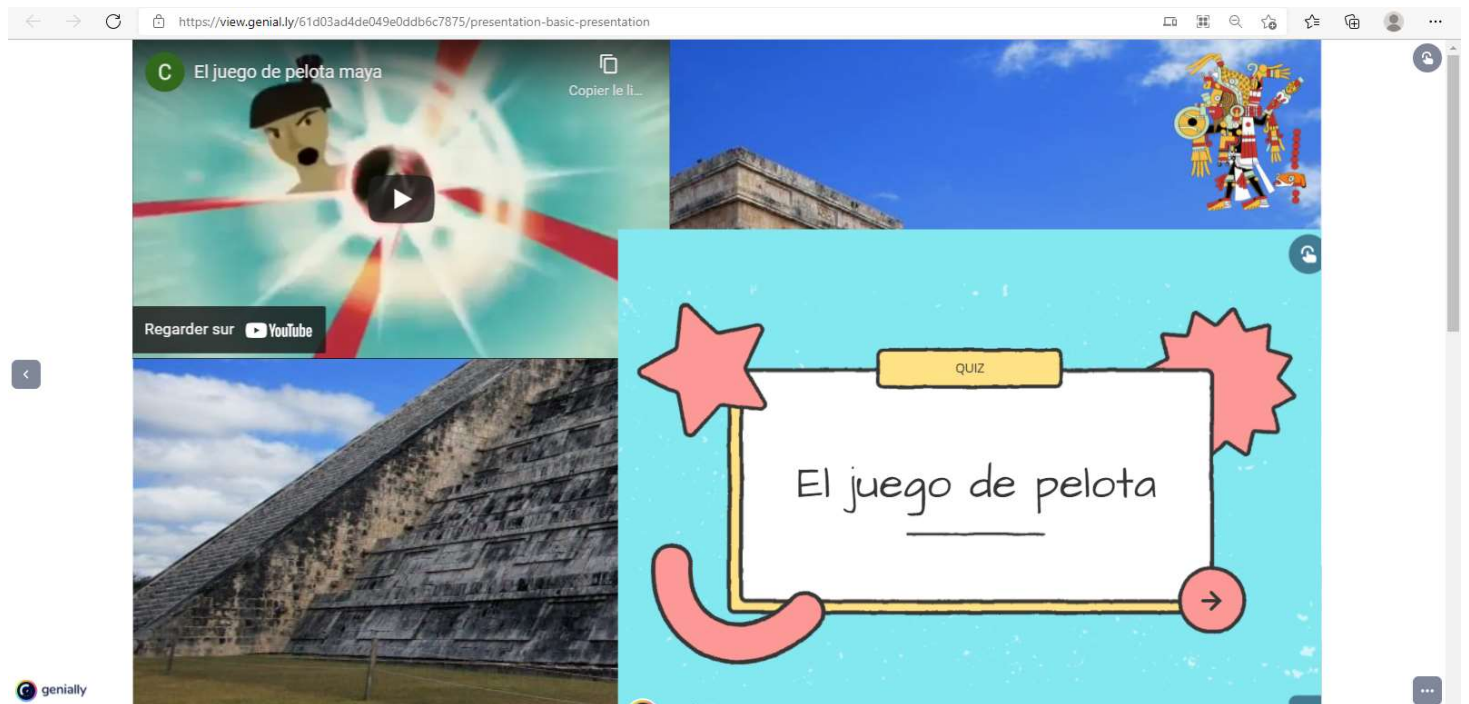 https://view.genial.ly/61d03ad4de049e0ddb6c7875/presentation-basic-presentation
C El juego de pelota maya
Copier le li...
Regarder sur YouTube
QUIZ
El juego de pelota
genially